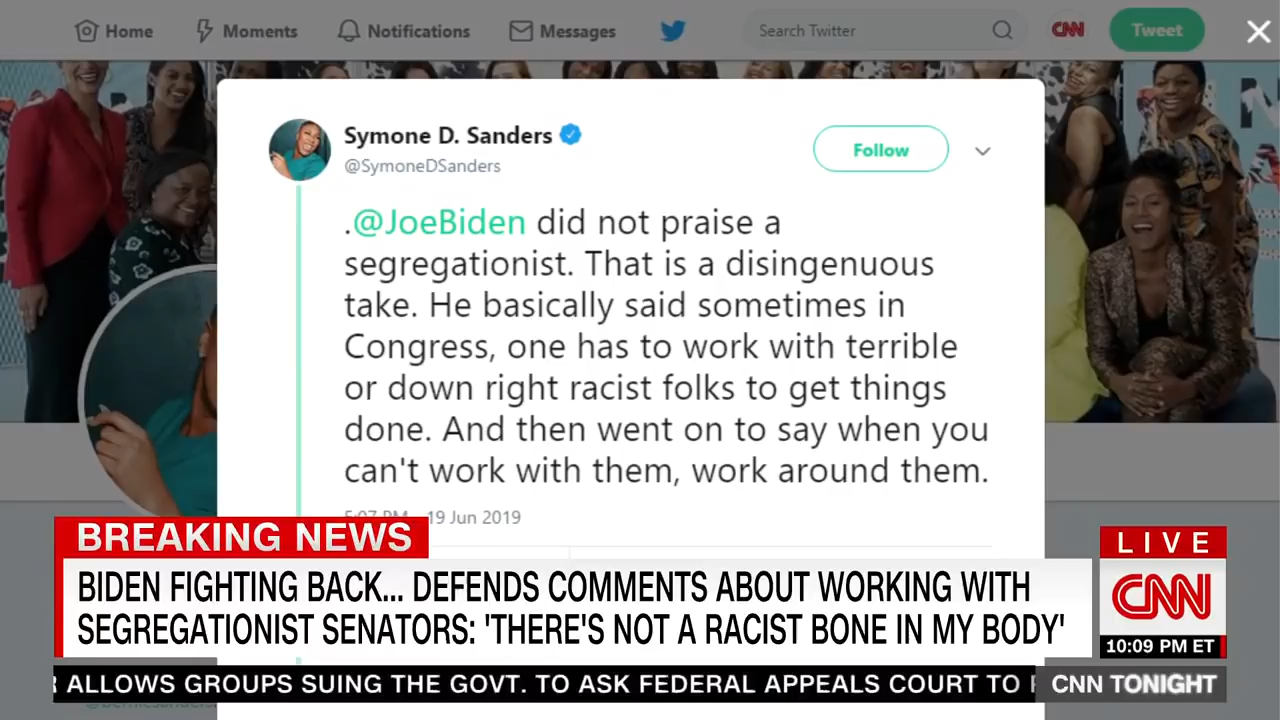 Home Moments Notifications Messages Search Twitter CNN Tweet
Symone D. Sanders
@SymoneDSanders
Follow
.@JoeBiden did not praise a
segregationist. That is a disingenuous
take. He basically said sometimes in
Congress, one has to work with terrible
or down right racist folks to get things
done. And then went on to say when you
can't work with them, work around them.
5:07 PM 19 Jun 2019
BREAKING NEWS
BIDEN FIGHTING BACK... DEFENDS COMMENTS ABOUT WORKING WITH
SEGREGATIONIST SENATORS: 'THERE'S NOT A RACIST BONE IN MY BODY'
LIVE
CNN
10:09 PM ET
ALLOWS GROUPS SUING THE GOVT. TO ASK FEDERAL APPEALS COURT TO
CNN TONIGHT